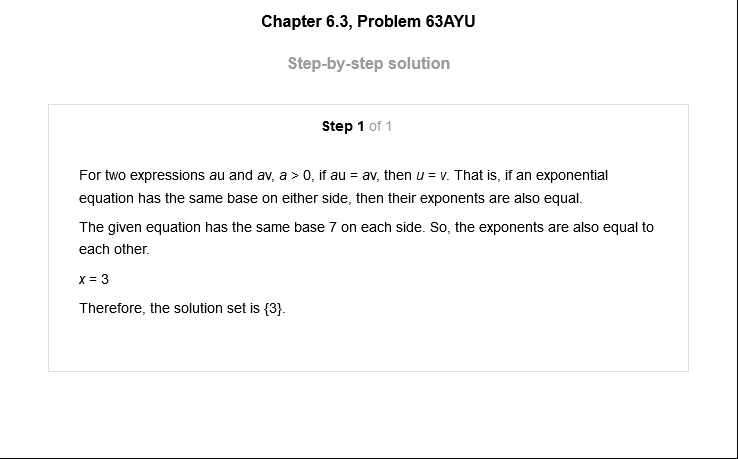 Chapter 6.3, Problem 63AYU
Step-by-step solution
Step 1 of 1
For two expressions au and av, a > 0, if au = av, then u = v. That is, if an exponential
equation has the same base on either side, then their exponents are also equal.
The given equation has the same base 7 on each side. So, the exponents are also equal to
each other.
x = 3
Therefore, the solution set is {3}.